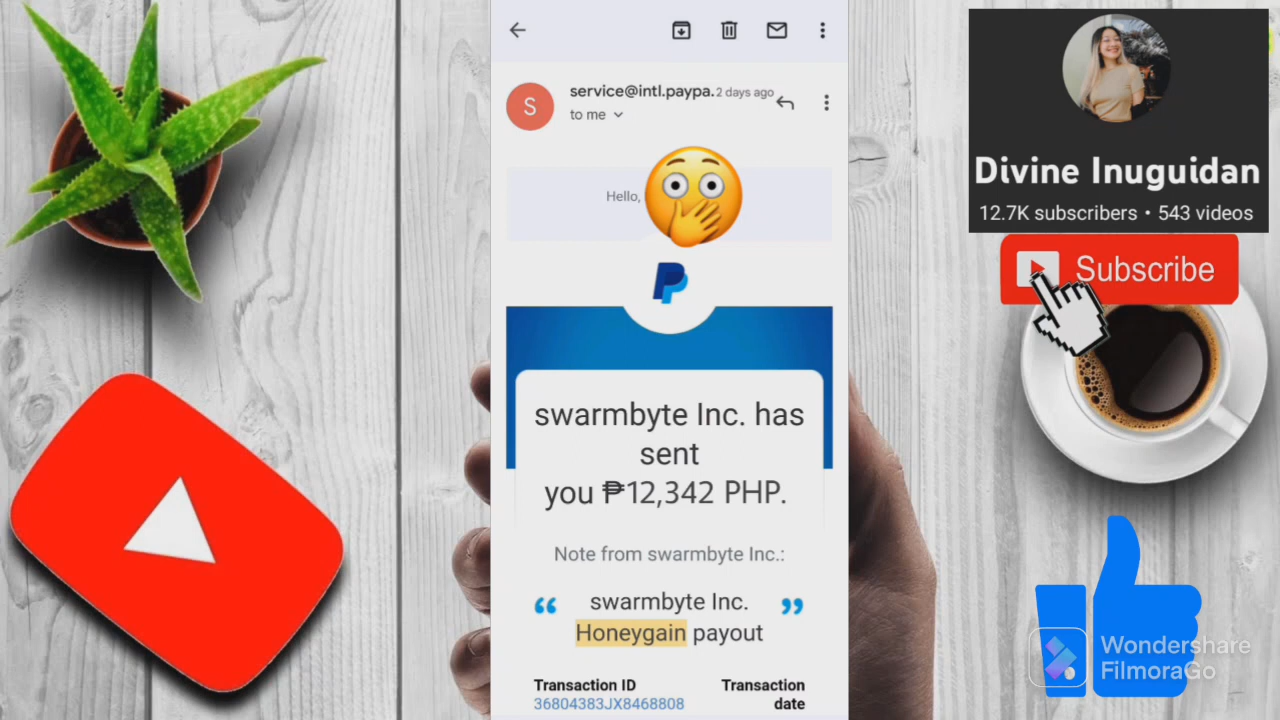 service@intl.paypa. 2 days ago
S
to me
Hello,
swarmbyte Inc. has
sent
you ₱12,342 PHP.
Note from swarmbyte Inc.:
“ swarmbyte Inc. ”
Honeygain payout
Transaction ID
36804383JX8468808
Transaction
date
Divine Inuguidan
12.7K subscribers • 543 videos
Subscribe
Wondershare
FilmoraGo